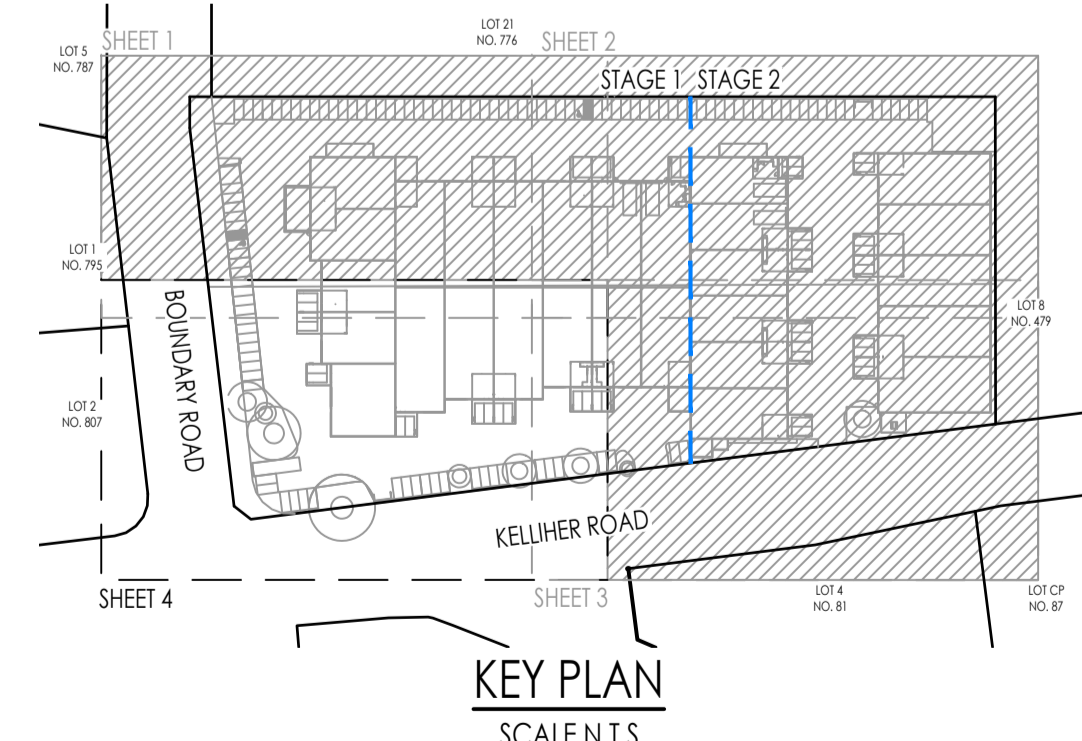 SHEET 1
LOT 21
NO. 776
SHEET 2
LOT 5
NO. 787
STAGE 1
STAGE 2
LOT 1
NO. 795
BOUNDARY ROAD
LOT 8
NO. 479
LOT 2
NO. 807
KELLIHER ROAD
SHEET 4
SHEET 3
LOT 4
NO. 81
LOT CP
NO. 87
KEY PLAN
SCALE N.T.S